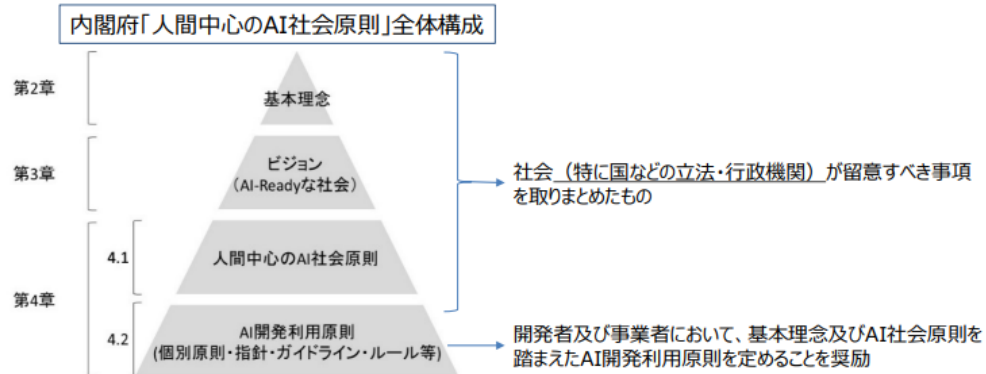 内閣府「人間中心のAI社会原則」全体構成
第2章
基本理念
第3章
ビジョン
（AI-Readyな社会）
社会（特に国などの立法・行政機関）が留意すべき事項
を取りまとめたもの
4.1
人間中心のAI社会原則
第4章
4.2
AI開発利用原則
(個別原則・指針・ガイドライン・ルール等)
開発者及び事業者において、基本理念及びAI社会原則を
踏まえたAI開発利用原則を定めることを奨励